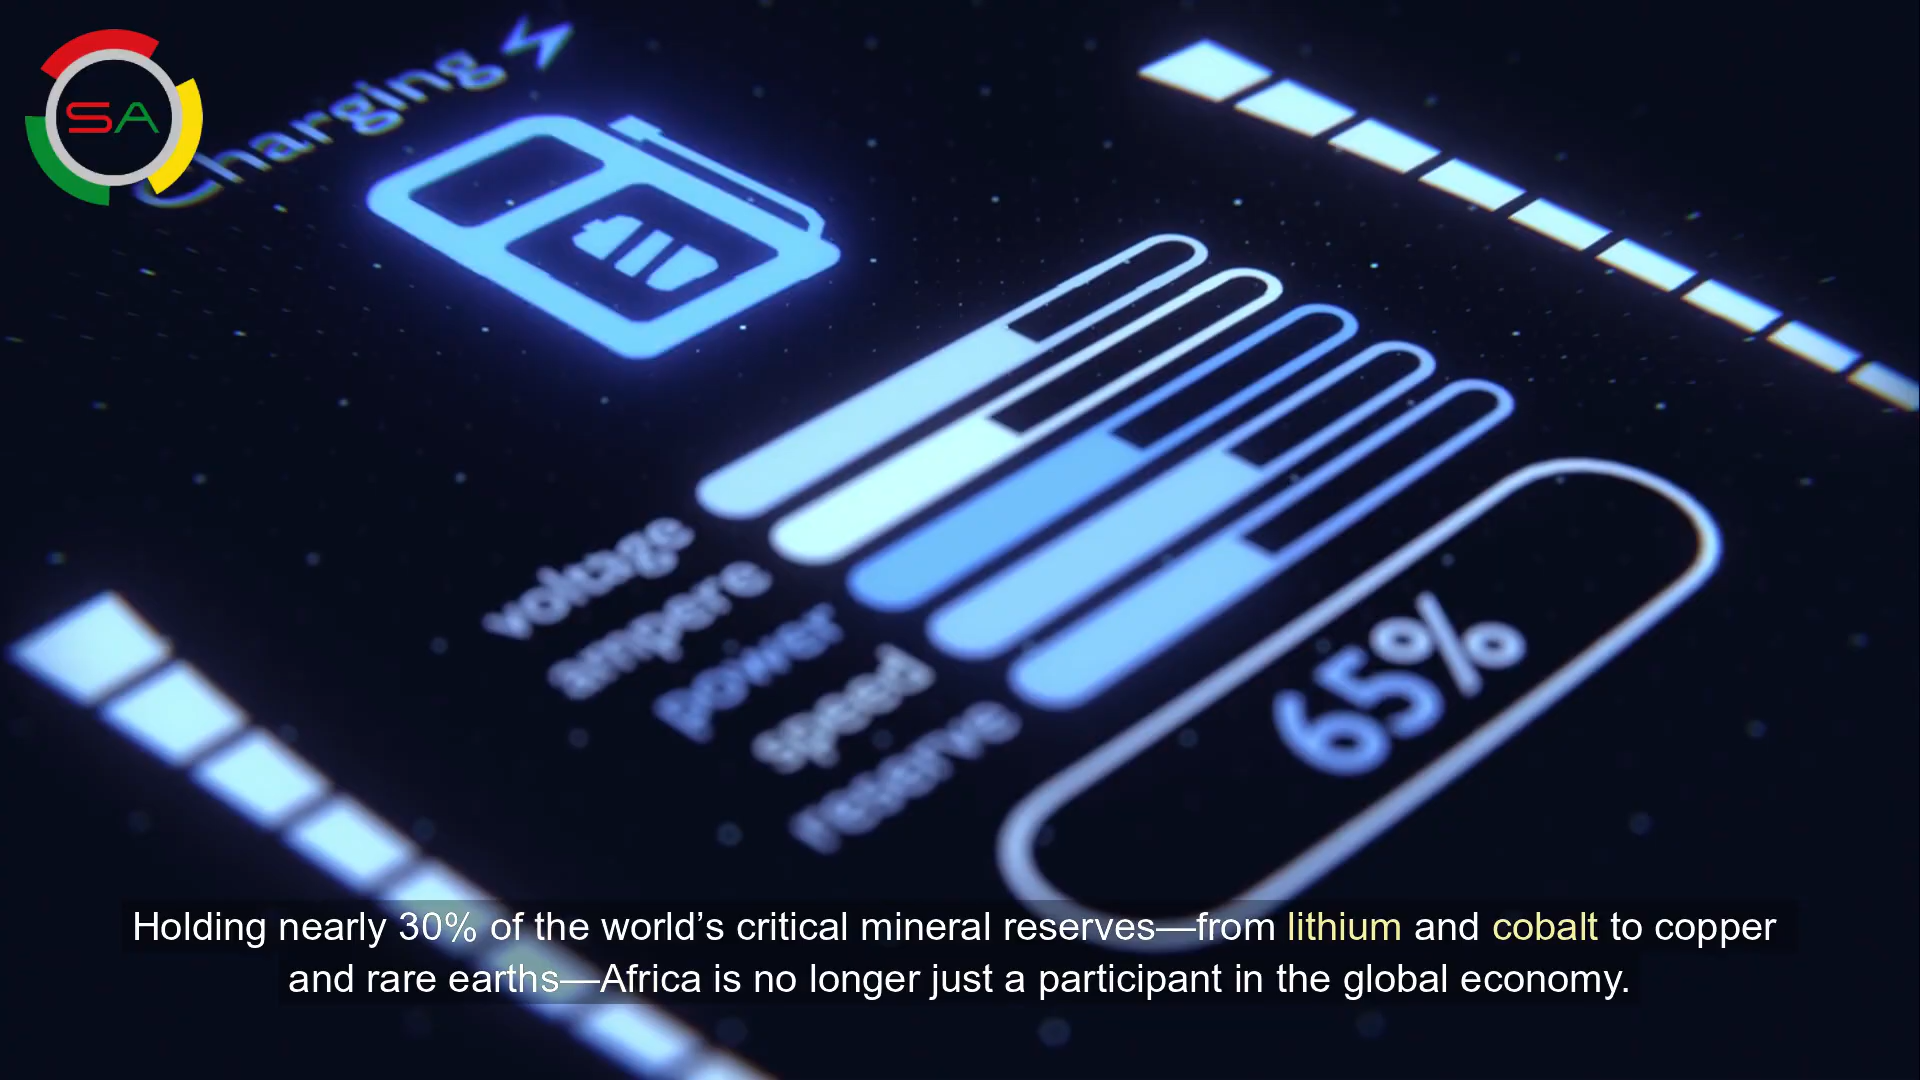 SA
Charging
voltage
ampere
power
speed
reserve
65%
Holding nearly 30% of the world’s critical mineral reserves—from lithium and cobalt to copper
and rare earths—Africa is no longer just a participant in the global economy.